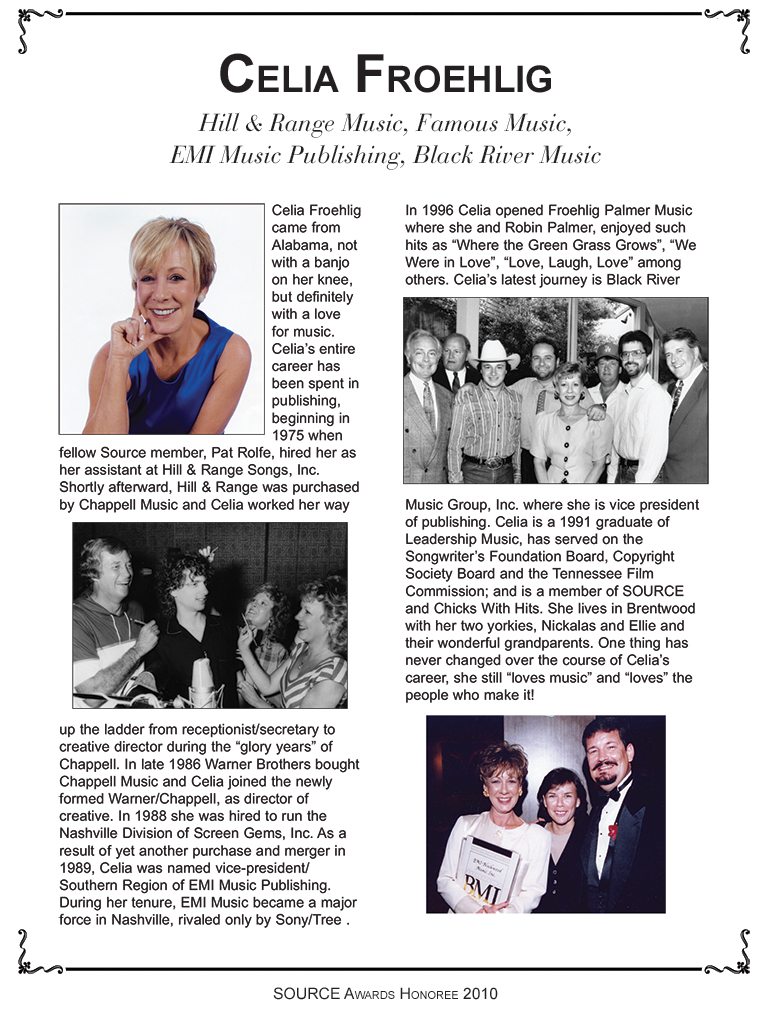 CELIA FROEHLIG
Hill & Range Music, Famous Music,
EMI Music Publishing, Black River Music
Celia Froehlig
came from
Alabama, not
with a banjo
on her knee,
but definitely
with a love
for music.
Celia’s entire
career has
been spent in
publishing,
beginning in
1975 when
fellow Source member, Pat Rolfe, hired her as
her assistant at Hill & Range Songs, Inc.
Shortly afterward, Hill & Range was purchased
by Chappell Music and Celia worked her way
up the ladder from receptionist/secretary to
creative director during the “glory years” of
Chappell. In late 1986 Warner Brothers bought
Chappell Music and Celia joined the newly
formed Warner/Chappell, as director of
creative. In 1988 she was hired to run the
Nashville Division of Screen Gems, Inc. As a
result of yet another purchase and merger in
1989, Celia was named vice-president/
Southern Region of EMI Music Publishing.
During her tenure, EMI Music became a major
force in Nashville, rivaled only by Sony/Tree .
In 1996 Celia opened Froehlig Palmer Music
where she and Robin Palmer, enjoyed such
hits as “Where the Green Grass Grows”, “We
Were in Love”, “Love, Laugh, Love” among
others. Celia’s latest journey is Black River
Music Group, Inc. where she is vice president
of publishing. Celia is a 1991 graduate of
Leadership Music, has served on the
Songwriter’s Foundation Board, Copyright
Society Board and the Tennessee Film
Commission; and is a member of SOURCE
and Chicks With Hits. She lives in Brentwood
with her two yorkies, Nickalas and Ellie and
their wonderful grandparents. One thing has
never changed over the course of Celia’s
career, she still “loves music” and “loves” the
people who make it!
EMI Blackwood
Music Inc.
BMI
SOURCE AWARDS HONOREE 2010